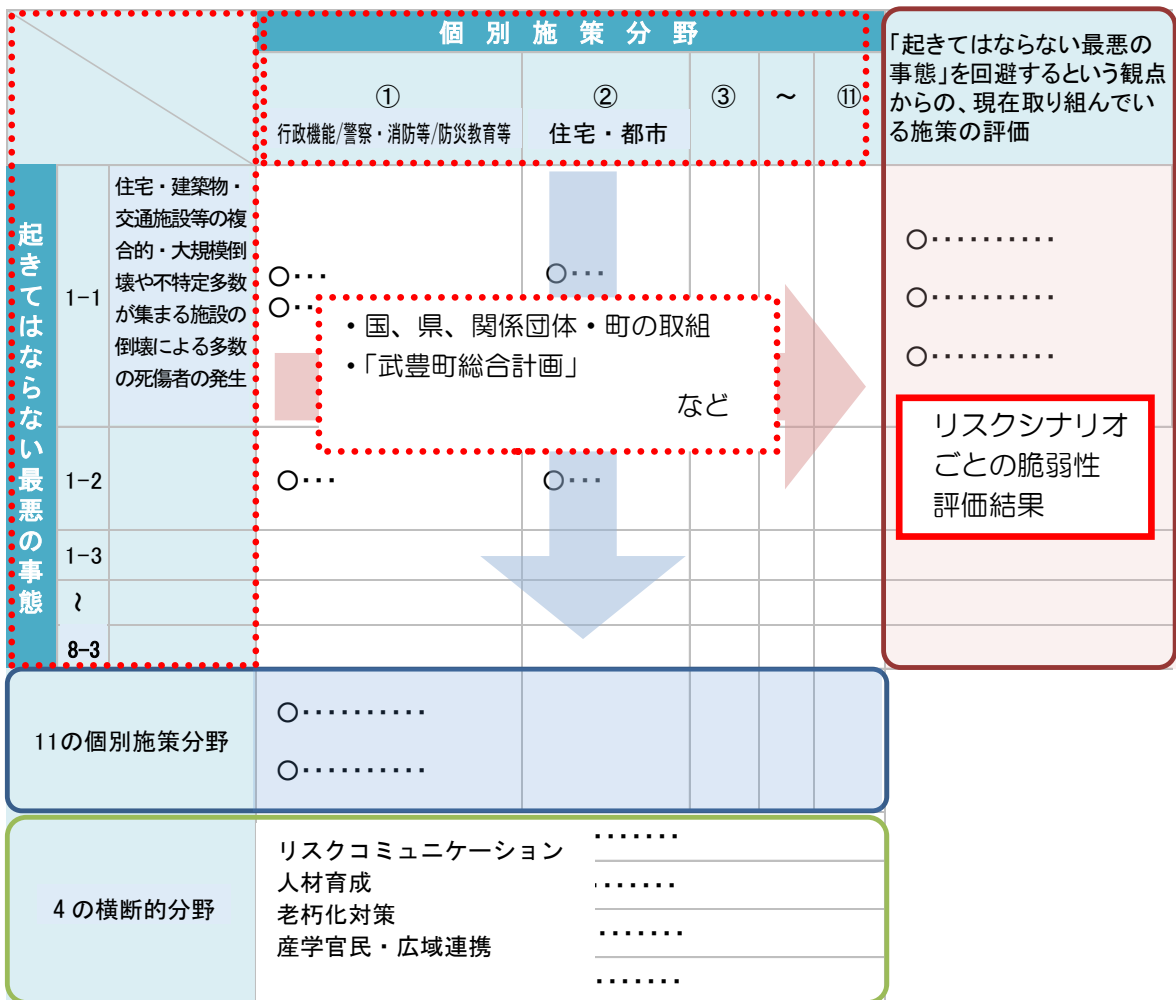 個別施策分野
①
行政機能/警察・消防等/防災教育等
②
住宅・都市
③
~
⑪
「起きてはならない最悪の
事態」を回避するという観点
からの、現在取り組んでい
る施策の評価
起きてはならない最悪の事態
1-1
住宅・建築物・
交通施設等の複
合的・大規模倒
壊や不特定多数
が集まる施設の
倒壊による多数
の死傷者の発生
○・・・
○・・
○・・・
・国、県、関係団体・町の取組
・「武豊町総合計画」
など
○・・・・・・・・・・
○・・・・・・・・・・
○・・・・・・・・・・
リスクシナリオ
ごとの脆弱性
評価結果
1-2
○・・・
○・・・
1-3
~
8-3
11の個別施策分野
○・・・・・・・・・・
○・・・・・・・・・・
4の横断的分野
リスクコミュニケーション
人材育成
老朽化対策
産学官民・広域連携
・・・・・・・
・・・・・・・
・・・・・・・
・・・・・・・